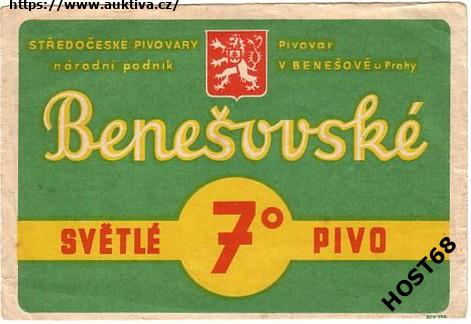 https://www.auktiva.cz/
STŘEDOČESKÉ PIVOVARY
národní podnik
Pivovar
V BENEŠOVĚ u Prahy
Benešovské
SVĚTLÉ 7° PIVO
HOST68